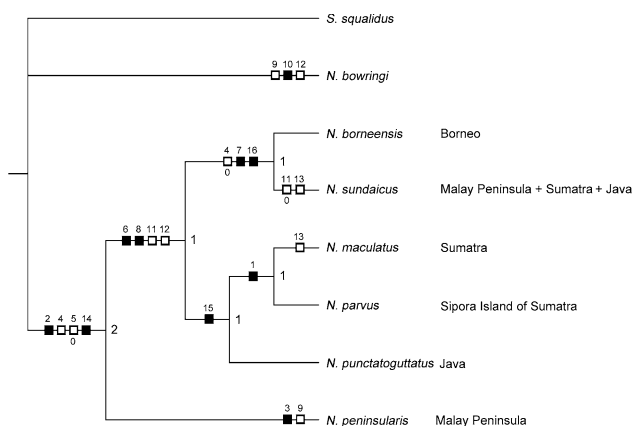 S. squalidus
9 10 12
N. bowringi
4 7 16
0
1
N. borneensis Borneo
11 13
0
N. sundaicus Malay Peninsula + Sumatra + Java
6 8 11 12
1
13
N. maculatus Sumatra
1
1
N. parvus Sipora Island of Sumatra
15
1
N. punctatoguttatus Java
2 4 5 14
0
2
3 9
N. peninsularis Malay Peninsula